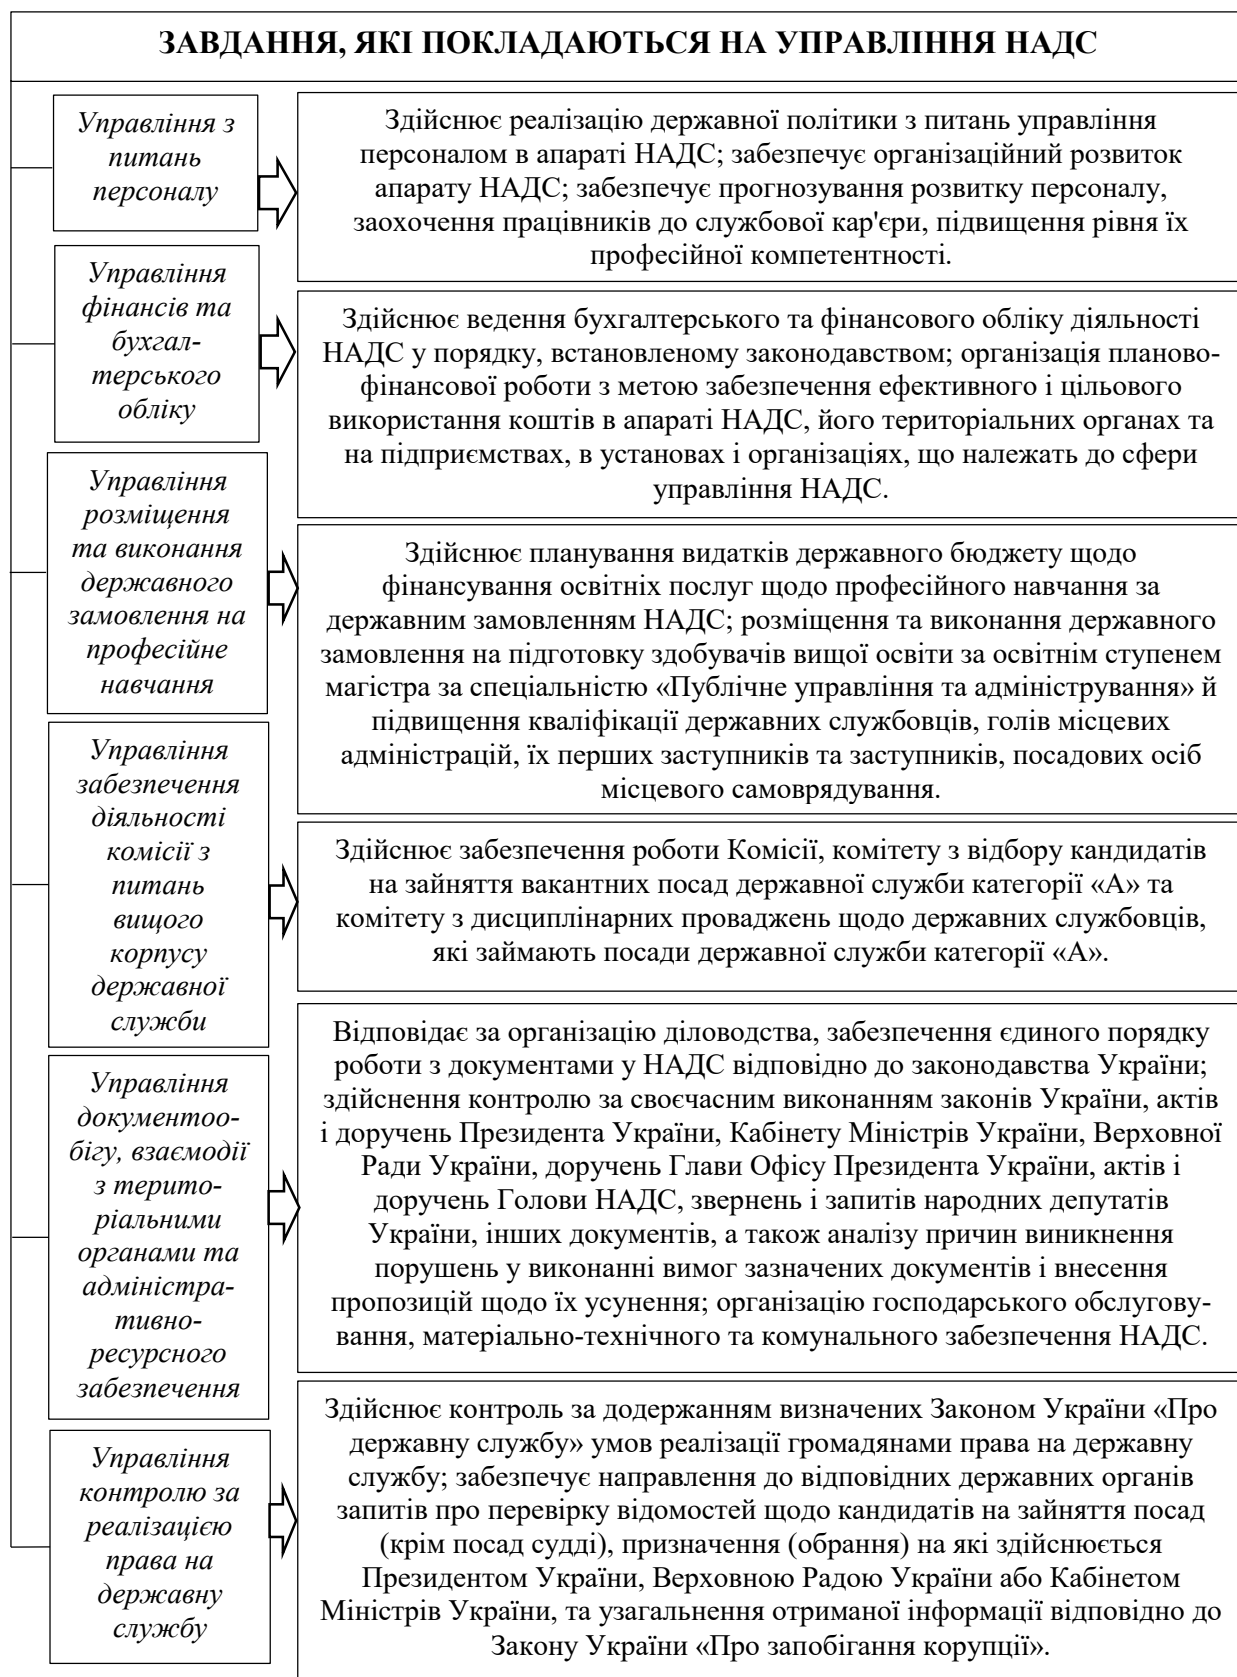 ЗАВДАННЯ, ЯКІ ПОКЛАДАЮТЬСЯ НА УПРАВЛІННЯ НАДС
Управління з
питань
персоналу
Здійснює реалізацію державної політики з питань управління
персоналом в апараті НАДС; забезпечує організаційний розвиток
апарату НАДС; забезпечує прогнозування розвитку персоналу,
заохочення працівників до службової кар'єри, підвищення рівня їх
професійної компетентності.
Управління
фінансів та
бухгал-
терського
обліку
Здійснює ведення бухгалтерського та фінансового обліку діяльності
НАДС у порядку, встановленому законодавством; організація планово-
фінансової роботи з метою забезпечення ефективного і цільового
використання коштів в апараті НАДС, його територіальних органах та
на підприємствах, в установах і організаціях, що належать до сфери
управління НАДС.
Управління
розміщення
та виконання
державного
замовлення на
професійне
навчання
Здійснює планування видатків державного бюджету щодо
фінансування освітніх послуг щодо професійного навчання за
державним замовленням НАДС; розміщення та виконання державного
замовлення на підготовку здобувачів вищої освіти за освітнім ступенем
магістра за спеціальністю «Публічне управління та адміністрування» й
підвищення кваліфікації державних службовців, голів місцевих
адміністрацій, їх перших заступників та заступників, посадових осіб
місцевого самоврядування.
Управління
забезпечення
діяльності
комісії з
питань
вищого
корпусу
державної
служби
Здійснює забезпечення роботи Комісії, комітету з відбору кандидатів
на зайняття вакантних посад державної служби категорії «А» та
комітету з дисциплінарних проваджень щодо державних службовців,
які займають посади державної служби категорії «А».
Управління
документоо-
бігу, взаємодії
з терито-
ріальними
органами та
адміністра-
тивно-
ресурсного
забезпечення
Відповідає за організацію діловодства, забезпечення єдиного порядку
роботи з документами у НАДС відповідно до законодавства України;
здійснення контролю за своєчасним виконанням законів України, актів
і доручень Президента України, Кабінету Міністрів України, Верховної
Ради України, доручень Глави Офісу Президента України, актів і
доручень Голови НАДС, звернень і запитів народних депутатів
України, інших документів, а також аналізу причин виникнення
порушень у виконанні вимог зазначених документів і внесення
пропозицій щодо їх усунення; організацію господарського обслугову-
вання, матеріально-технічного та комунального забезпечення НАДС.
Управління
контролю за
реалізацією
права на
державну
службу
Здійснює контроль за додержанням визначених Законом України «Про
державну службу» умов реалізації громадянами права на державну
службу; забезпечує направлення до відповідних державних органів
запитів про перевірку відомостей щодо кандидатів на зайняття посад
(крім посад судді), призначення (обрання) на які здійснюється
Президентом України, Верховною Радою України або Кабінетом
Міністрів України, та узагальнення отриманої інформації відповідно до
Закону України «Про запобігання корупції».